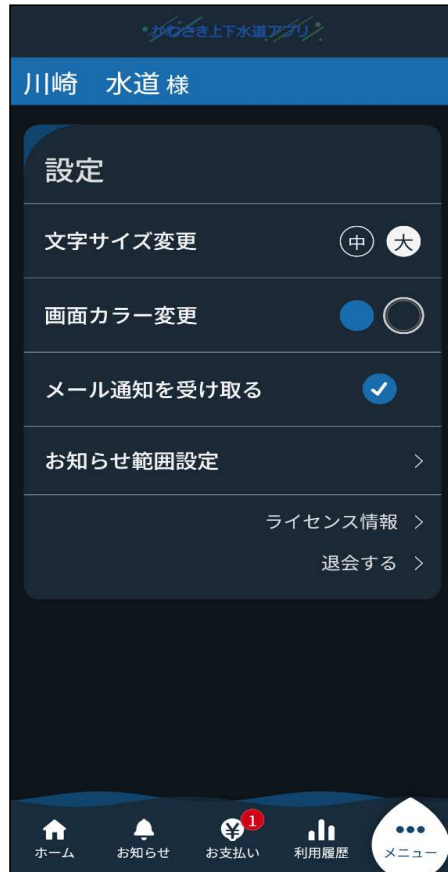 かわさき上下水道アプリ
川崎　水道 様
設定
文字サイズ変更 中 大
画面カラー変更
メール通知を受け取る
お知らせ範囲設定 >
ライセンス情報 >
退会する >
1
ホーム お知らせ お支払い 利用履歴 メニュー